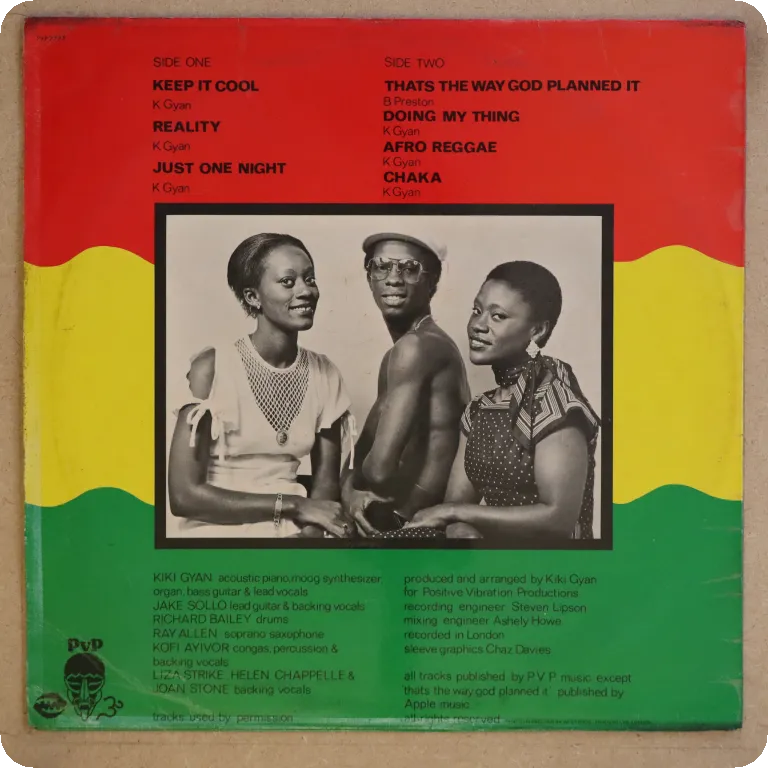 SIDE ONE
KEEP IT COOL
K Gyan
REALITY
K Gyan
JUST ONE NIGHT
K Gyan
SIDE TWO
THATS THE WAY GOD PLANNED IT
B Preston
DOING MY THING
K Gyan
AFRO REGGAE
K Gyan
CHAKA
K Gyan
KIKI GYAN acoustic piano, moog synthesizer
organ, bass guitar & lead vocals
JAKE SOLLO lead guitar & backing vocals
RICHARD BAILEY drums
RAY ALLEN soprano saxophone
KOFI AYIVOR congas, percussion &
backing vocals
LIZA STRIKE HELEN CHAPPELLE &
JOAN STONE backing vocals
tracks used by permission
produced and arranged by Kiki Gyan
for Positive Vibration Productions
recording engineer Steven Lipson
mixing engineer Ashely Howe
recorded in London
sleeve graphics Chaz Davies
all tracks published by P V P music except
'thats the way god planned it' published by
Apple music
all rights reserved
PVP